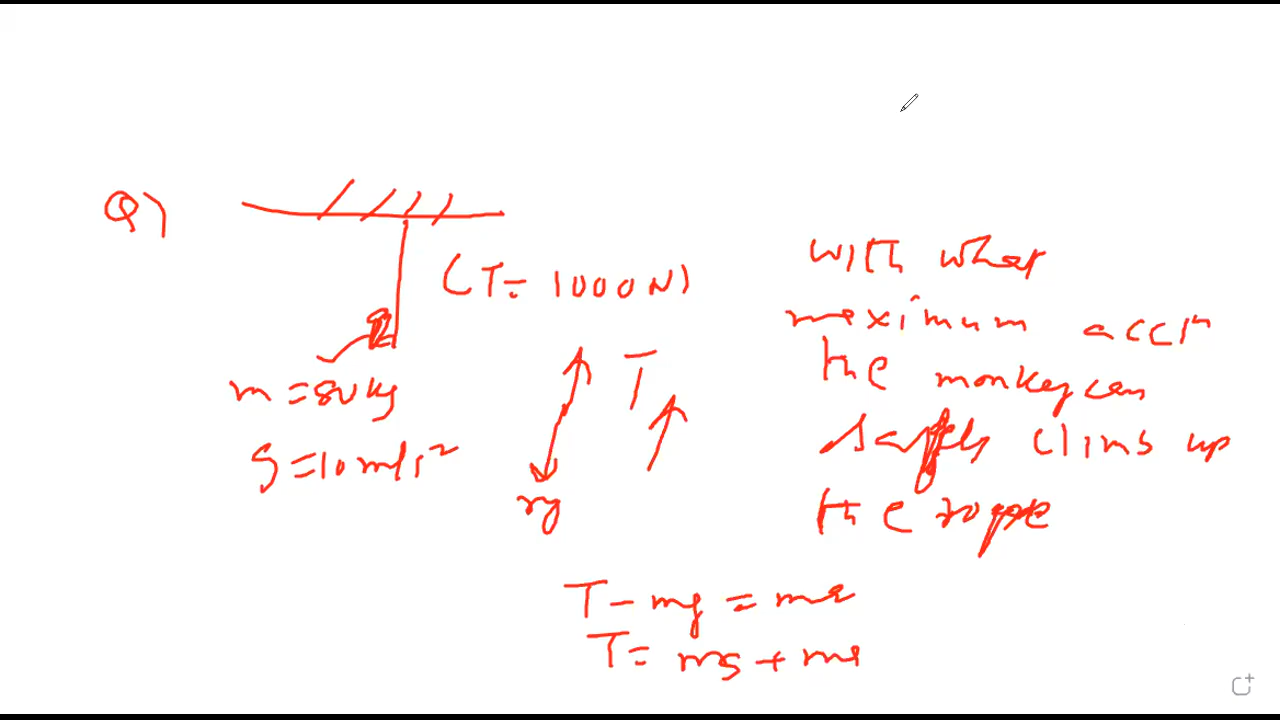 Q)
(T = 1000N)
m = 80kg
g = 10m/s²
T
mg
with what
maximum accln
the monkey can
safely climb up
the rope
T - mg = ma
T = mg + ma